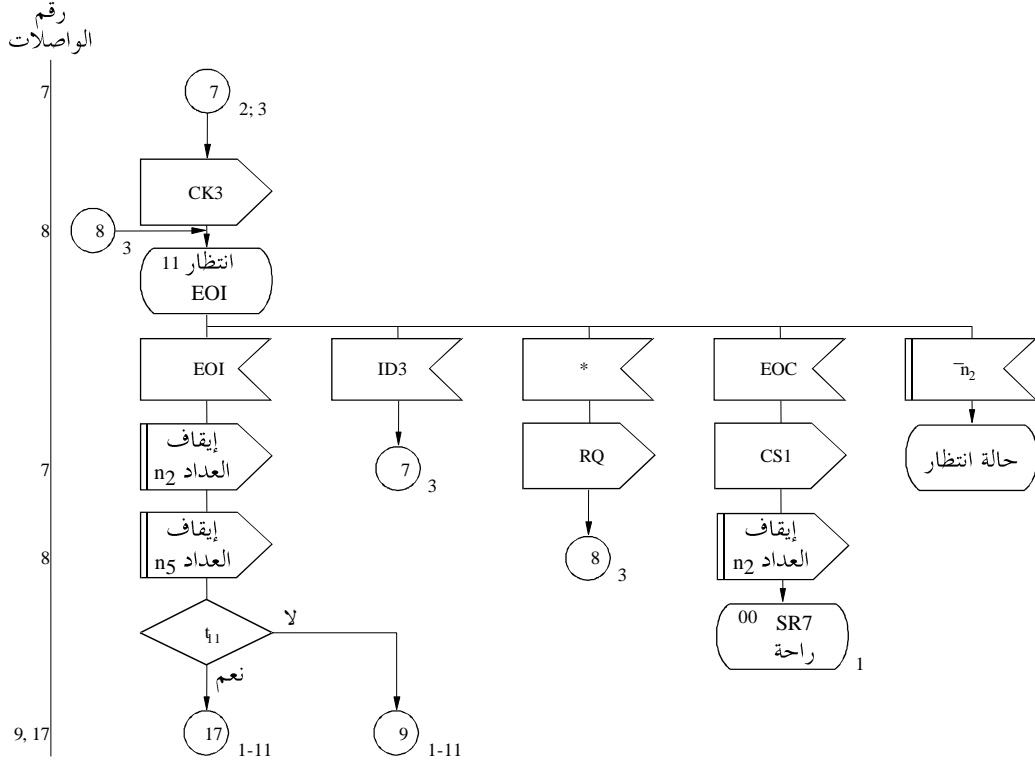 رقم
الواصلات
7
7
2; 3
CK3
8
8
3
انتظار 11
EOI
EOI
ID3
*
EOC
‾n2
إيقاف
العداد n2
7
7
3
RQ
CS1
حالة انتظار
إيقاف
العداد n5
8
8
3
إيقاف
العداد n2
t11
لا
نعم
00 SR7
راحة
1
9, 17
17
1-11
9
1-11